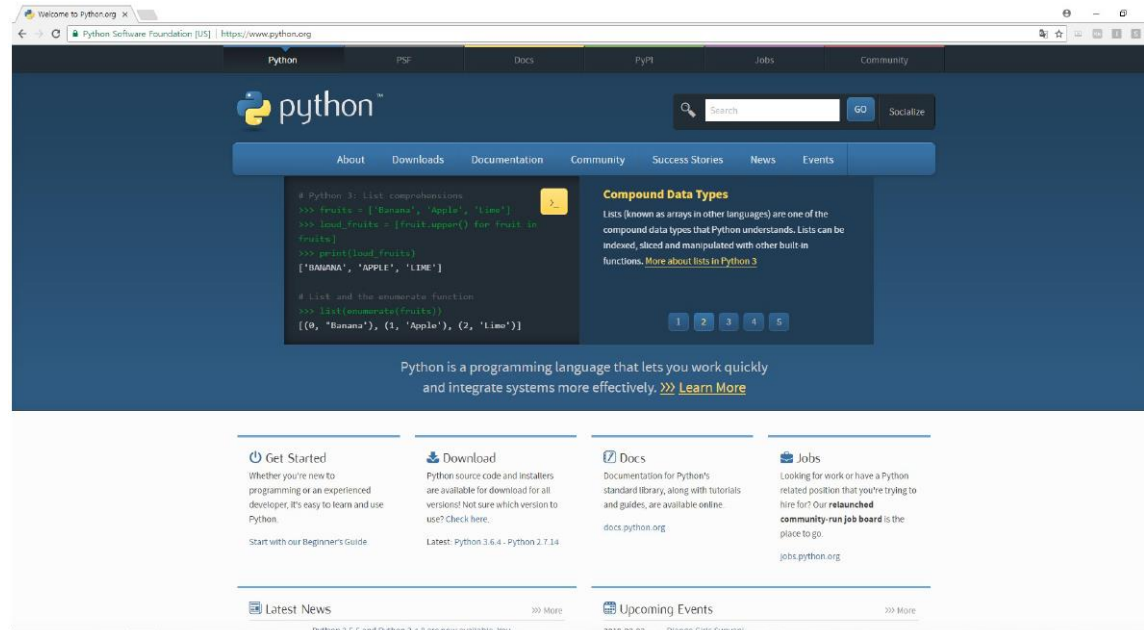 Welcome to Python.org
Python Software Foundation [US] | https://www.python.org
Python PSF Docs PyPI Jobs Community
python™
Search GO Socialize
About Downloads Documentation Community Success Stories News Events
# Python 3: List comprehensions
>>> fruits = ['Banana', 'Apple', 'Lime']
>>> loud_fruits = [fruit.upper() for fruit in
fruits]
>>> print(loud_fruits)
['BANANA', 'APPLE', 'LIME']
# List and the enumerate function
>>> list(enumerate(fruits))
[(0, 'Banana'), (1, 'Apple'), (2, 'Lime')]
>_
Compound Data Types
Lists (known as arrays in other languages) are one of the
compound data types that Python understands. Lists can be
indexed, sliced and manipulated with other built-in
functions. More about lists in Python 3
1 2 3 4 5
Python is a programming language that lets you work quickly
and integrate systems more effectively. >>> Learn More
Get Started
Whether you're new to
programming or an experienced
developer, it's easy to learn and use
Python.
Start with our Beginner's Guide
Download
Python source code and installers
are available for download for all
versions! Not sure which version to
use? Check here.
Latest: Python 3.6.4 - Python 2.7.14
Docs
Documentation for Python's
standard library, along with tutorials
and guides, are available online.
docs.python.org
Jobs
Looking for work or have a Python
related position that you're trying to
hire for? Our relaunched
community-run job board is the
place to go.
jobs.python.org
Latest News >>> More
Upcoming Events >>> More